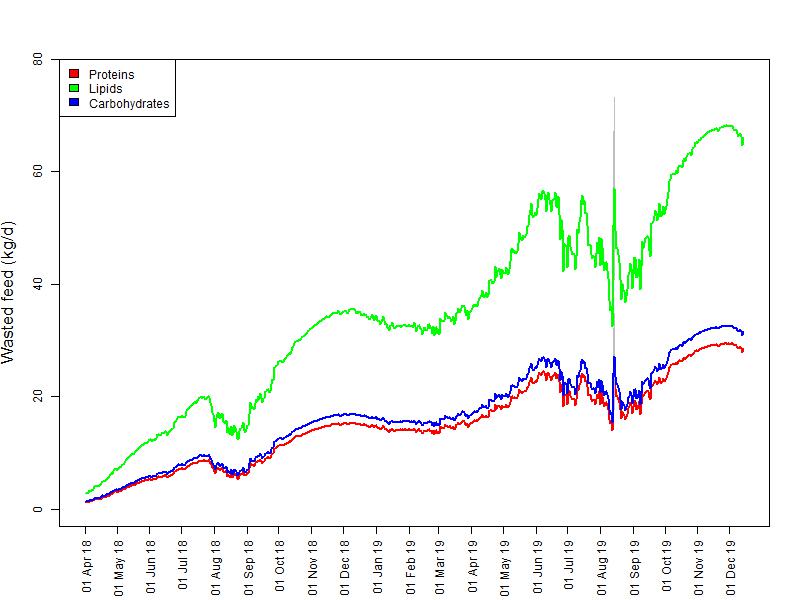 80
Proteins
Lipids
Carbohydrates
60
40
20
0
Wasted feed (kg/d)
01 Apr 18
01 May 18
01 Jun 18
01 Jul 18
01 Aug 18
01 Sep 18
01 Oct 18
01 Nov 18
01 Dec 18
01 Jan 19
01 Feb 19
01 Mar 19
01 Apr 19
01 May 19
01 Jun 19
01 Jul 19
01 Aug 19
01 Sep 19
01 Oct 19
01 Nov 19
01 Dec 19